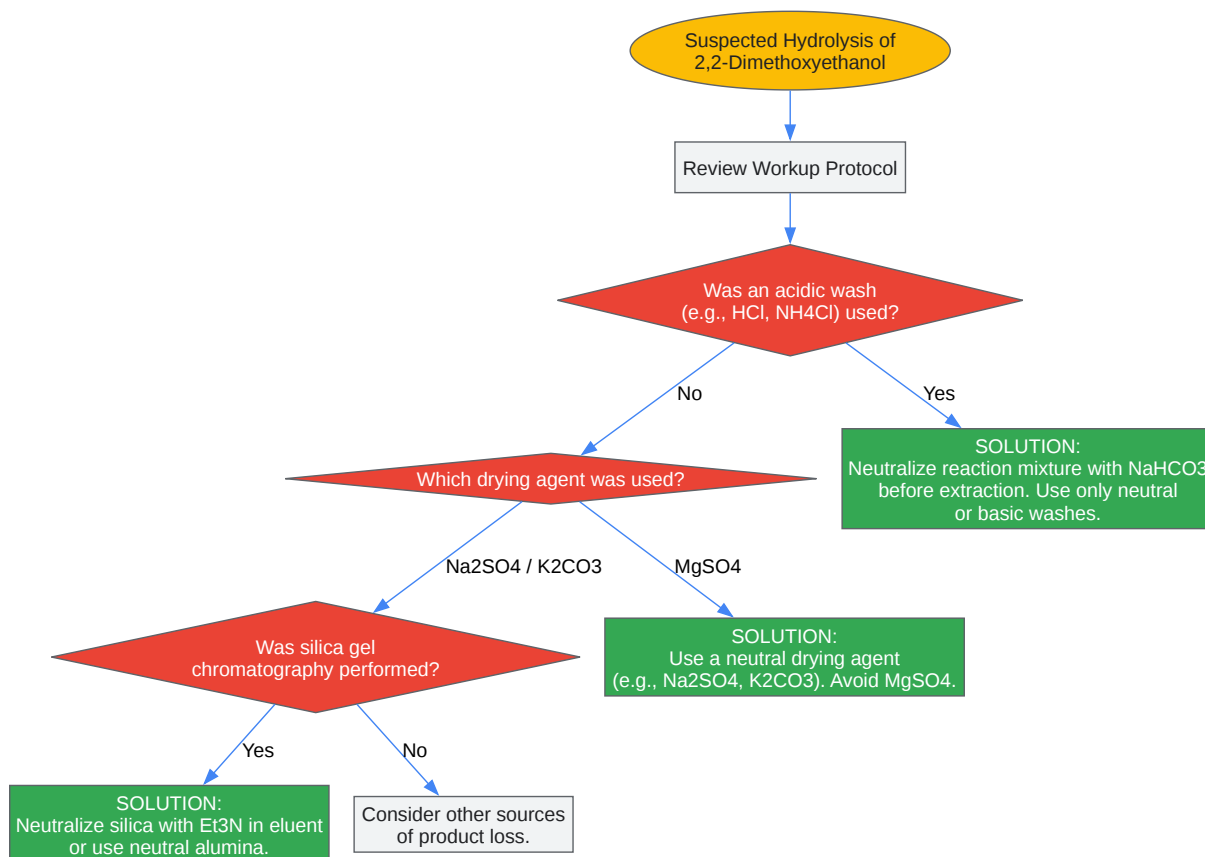 Suspected Hydrolysis of
2,2-Dimethoxyethanol
Review Workup Protocol
Was an acidic wash
(e.g., HCl, NH4Cl) used?
No
Yes
SOLUTION:
Neutralize reaction mixture with NaHCO3
before extraction. Use only neutral
or basic washes.
Which drying agent was used?
Na2SO4 / K2CO3
MgSO4
SOLUTION:
Use a neutral drying agent
(e.g., Na2SO4, K2CO3). Avoid MgSO4.
Was silica gel
chromatography performed?
Yes
No
SOLUTION:
Neutralize silica with Et3N in eluent
or use neutral alumina.
Consider other sources
of product loss.